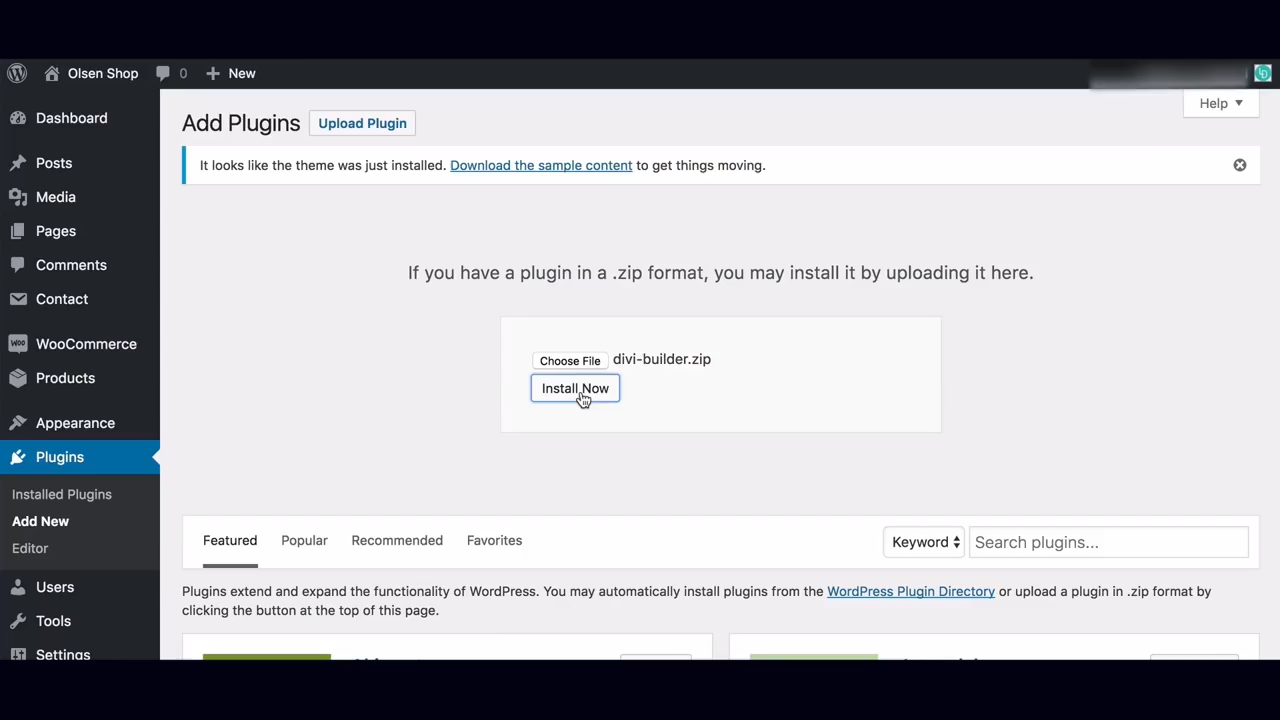 Olsen Shop 0 New
Help
Dashboard
Posts
Media
Pages
Comments
Contact
WooCommerce
Products
Appearance
Plugins
Installed Plugins
Add New
Editor
Users
Tools
Settings
Add Plugins Upload Plugin
It looks like the theme was just installed. Download the sample content to get things moving.
If you have a plugin in a .zip format, you may install it by uploading it here.
Choose File divi-builder.zip
Install Now
Featured Popular Recommended Favorites Keyword Search plugins...
Plugins extend and expand the functionality of WordPress. You may automatically install plugins from the WordPress Plugin Directory or upload a plugin in .zip format by
clicking the button at the top of this page.